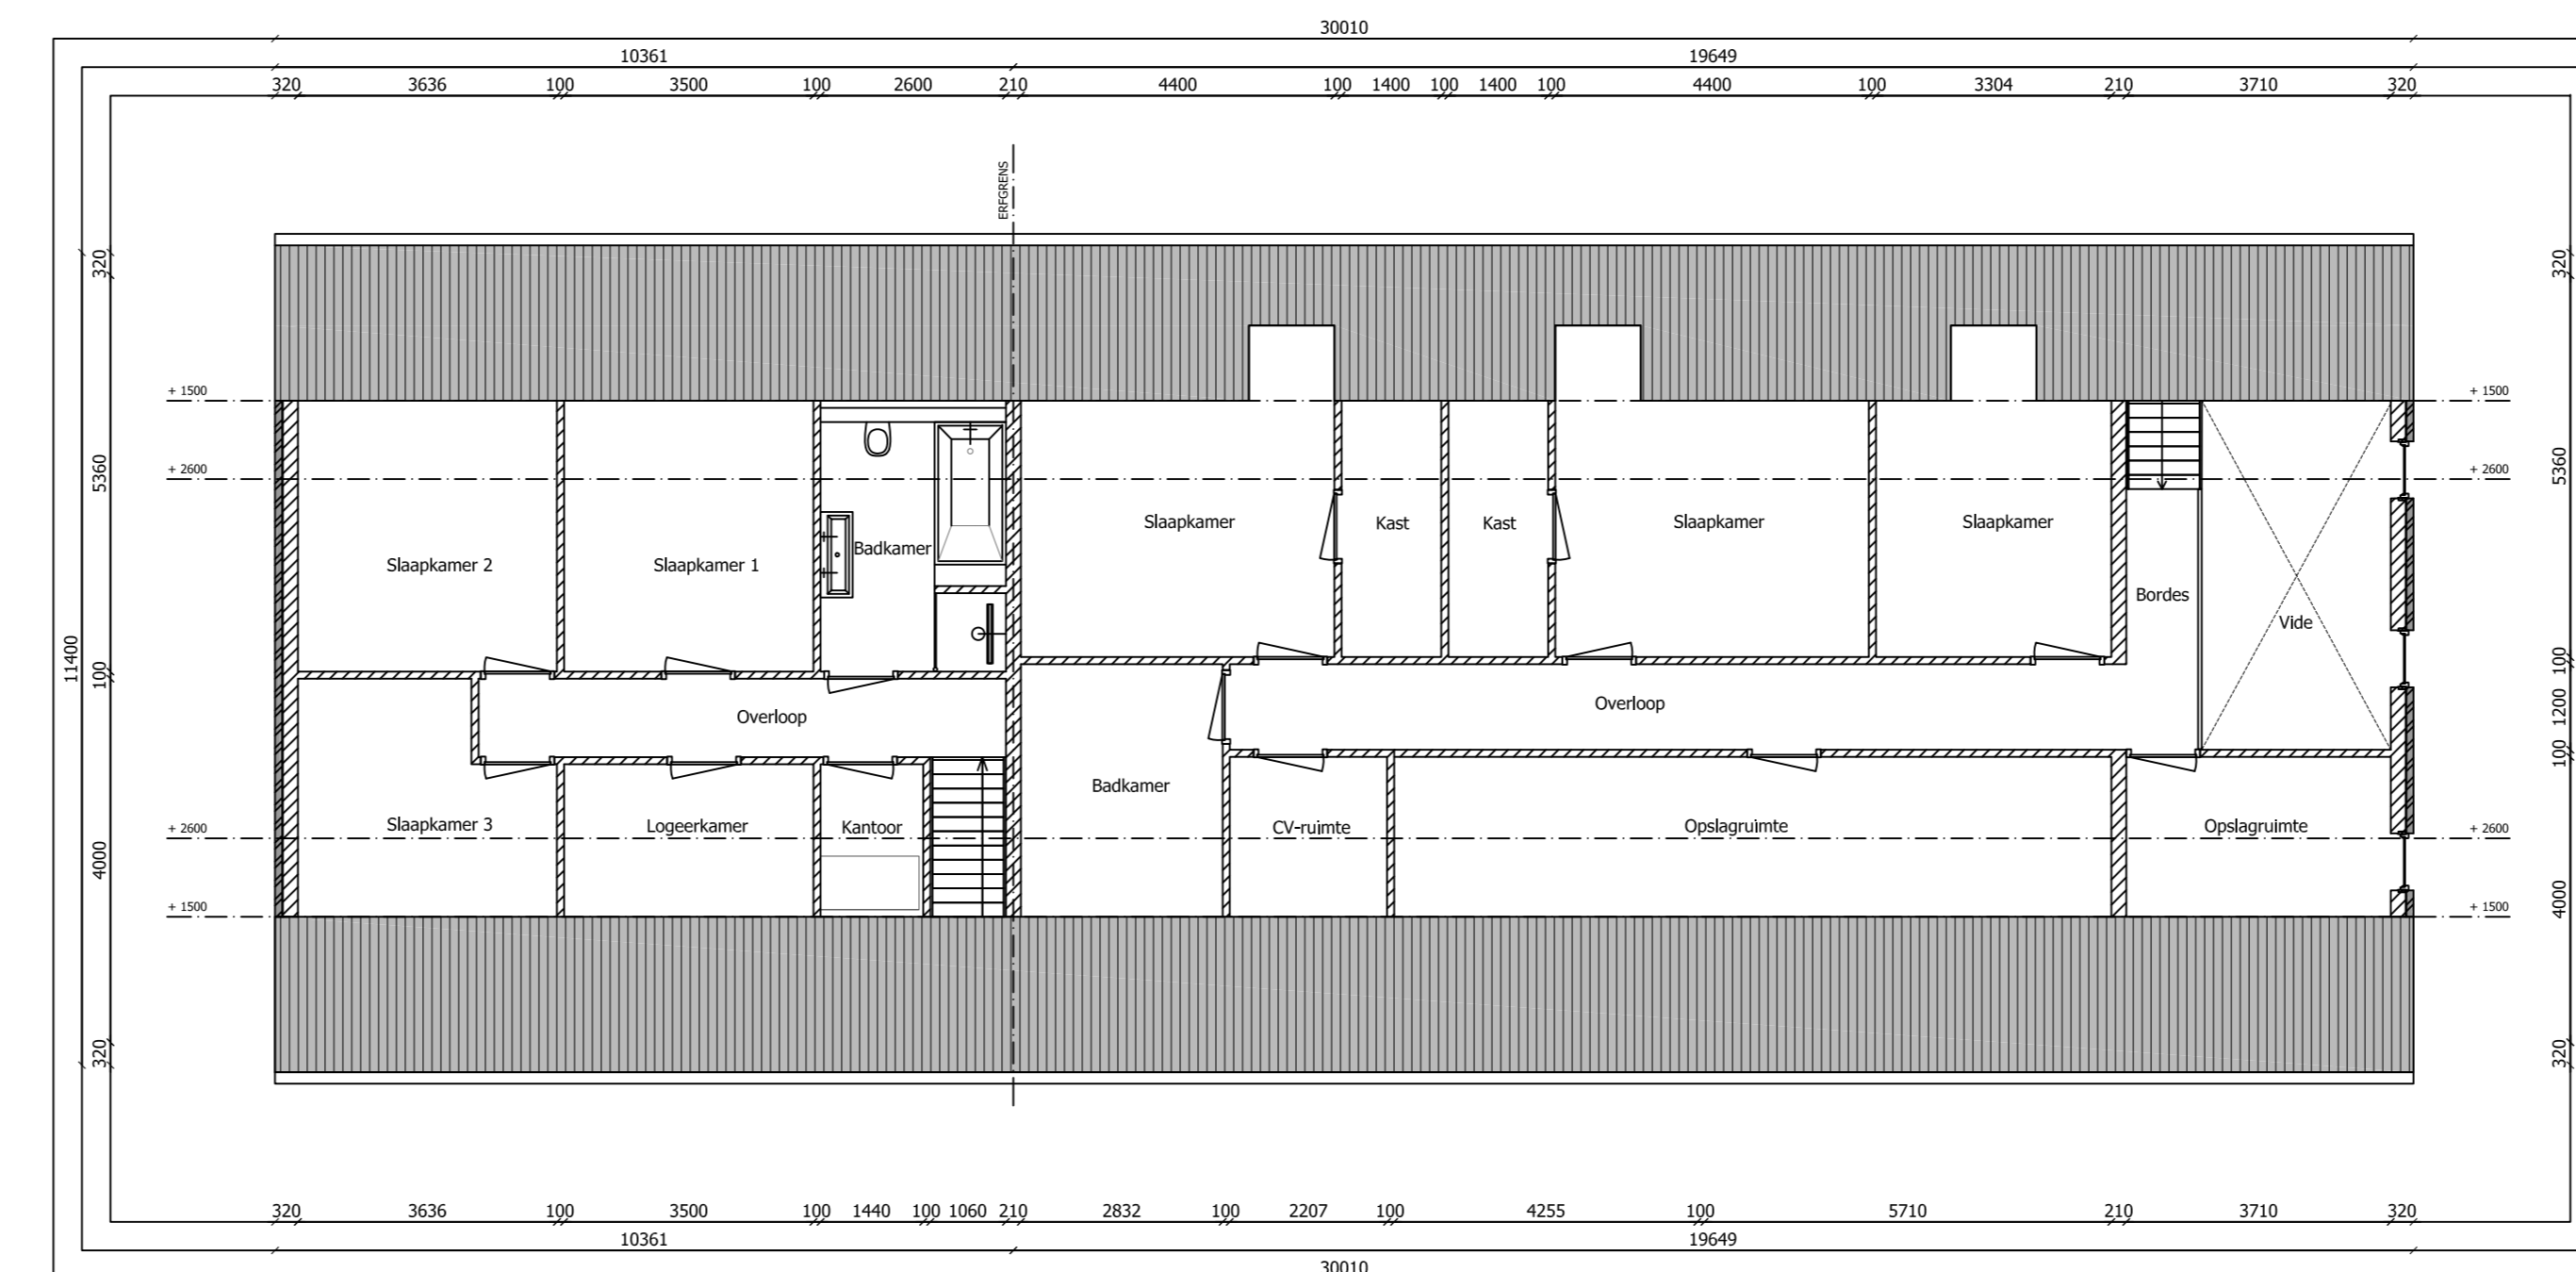 30010
10361 19649
320 3636 100 3500 100 2600 210 4400 100 1400 100 1400 100 4400 100 3304 210 3710 320
ERFGRENS
320 320
+ 1500 + 1500
+ 2600 + 2600
5360 5360
Slaapkamer Kast Kast Slaapkamer Slaapkamer
Badkamer
Slaapkamer 2 Slaapkamer 1
Bordes
Vide
11400
100 100
Overloop Overloop
1200
100
Badkamer
Slaapkamer 3 Logeerkamer Kantoor CV-ruimte Opslagruimte Opslagruimte
+ 2600 + 2600
4000 4000
+ 1500 + 1500
320 320
320 3636 100 3500 100 1440 100 1060 210 2832 100 2207 100 4255 100 5710 210 3710 320
10361 19649
30010